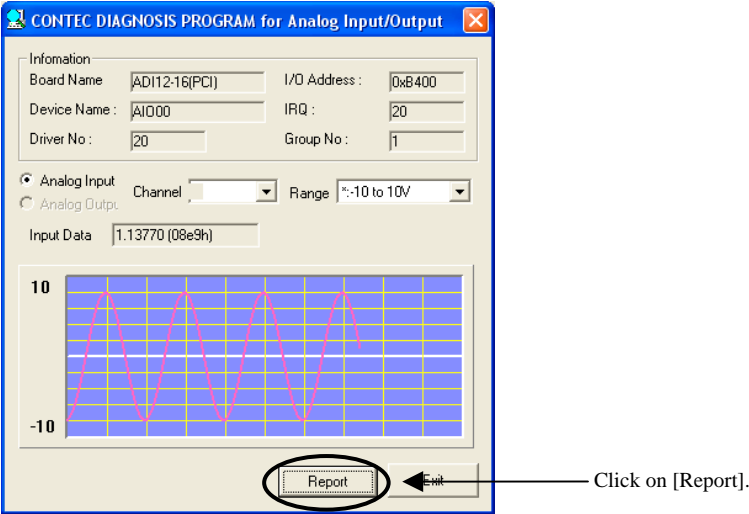 CONTEC DIAGNOSIS PROGRAM for Analog Input/Output
Infomation
Board Name ADI12-16(PCI) I/O Address : 0xB400
Device Name : AIO00 IRQ : 20
Driver No : 20 Group No : 1
Analog Input
Channel Range *:-10 to 10V
Analog Outpu
Input Data 1.13770 (08e9h)
10
-10
Report Exit Click on [Report].